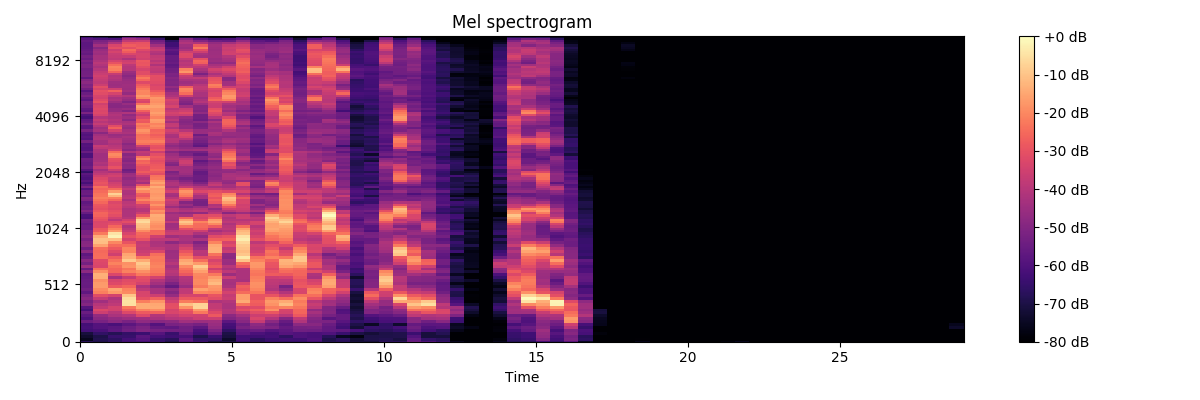 Mel spectrogram
+0 dB
8192
-10 dB
4096
-20 dB
-30 dB
2048
Hz
-40 dB
1024
-50 dB
-60 dB
512
-70 dB
0
-80 dB
0 5 10 15 20 25
Time